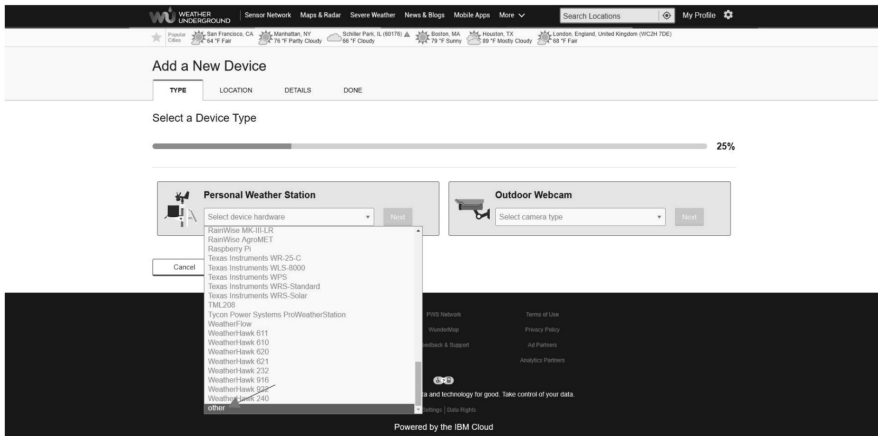 WEATHER UNDERGROUND
Sensor Network Maps & Radar Severe Weather News & Blogs Mobile Apps More
Search Locations
My Profile
Popular Cities
San Francisco, CA
64 °F Fair
Manhattan, NY
76 °F Partly Cloudy
Schiller Park, IL (60176)
66 °F Cloudy
Boston, MA
79 °F Sunny
Houston, TX
89 °F Mostly Cloudy
London, England, United Kingdom (WC2H 7DE)
68 °F Fair
Add a New Device
TYPE LOCATION DETAILS DONE
Select a Device Type
25%
Personal Weather Station
Select device hardware
Next
Outdoor Webcam
Select camera type
Next
RainWise MK-III-LR
RainWise AgroMET
Raspberry Pi
Texas Instruments WR-25-C
Texas Instruments WLS-8000
Texas Instruments WPS
Texas Instruments WRS-Standard
Texas Instruments WRS-Solar
TML208
Tycon Power Systems ProWeatherStation
WeatherFlow
WeatherHawk 611
WeatherHawk 610
WeatherHawk 620
WeatherHawk 621
WeatherHawk 232
WeatherHawk 916
WeatherHawk 922
WeatherHawk 240
other
Cancel
PWS Network Terms of Use
WunderMap Privacy Policy
eedback & Support Ad Partners
Analytics Partners
ta and technology for good. Take control of your data.
Settings | Data Rights
Powered by the IBM Cloud